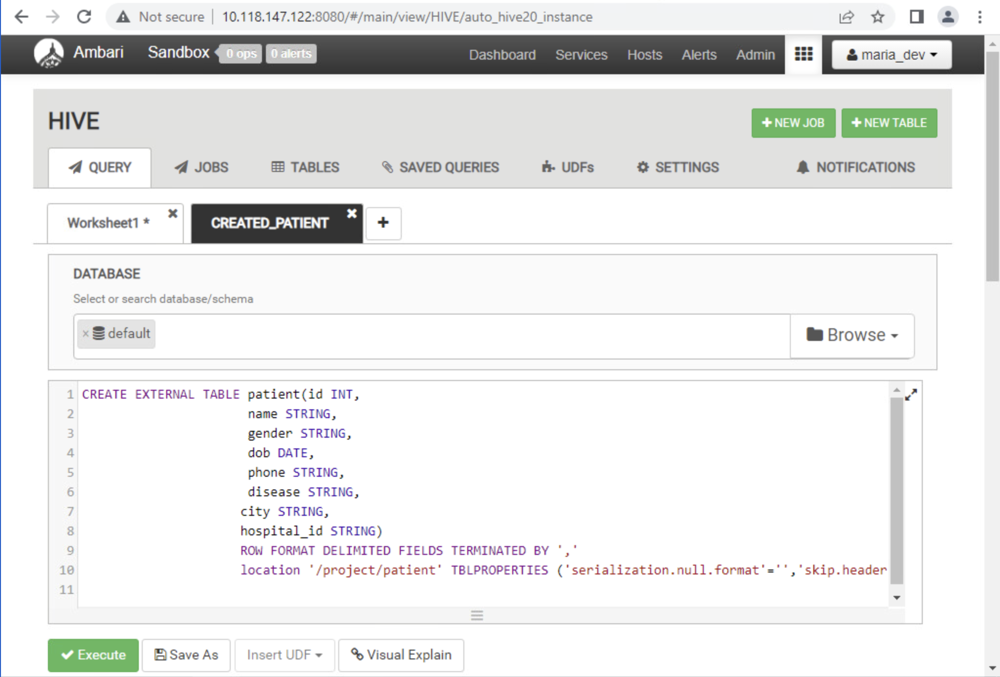 Not secure | 10.118.147.122:8080/#/main/view/HIVE/auto_hive20_instance
Ambari Sandbox 0 ops 0 alerts Dashboard Services Hosts Alerts Admin maria_dev
HIVE
NEW JOB NEW TABLE
QUERY JOBS TABLES SAVED QUERIES UDFs SETTINGS NOTIFICATIONS
Worksheet1 * CREATED_PATIENT
DATABASE
Select or search database/schema
× default Browse
1 CREATE EXTERNAL TABLE patient(id INT,
2 name STRING,
3 gender STRING,
4 dob DATE,
5 phone STRING,
6 disease STRING,
7 city STRING,
8 hospital_id STRING)
9 ROW FORMAT DELIMITED FIELDS TERMINATED BY ','
10 location '/project/patient' TBLPROPERTIES ('serialization.null.format'='','skip.header
11
Execute Save As Insert UDF Visual Explain